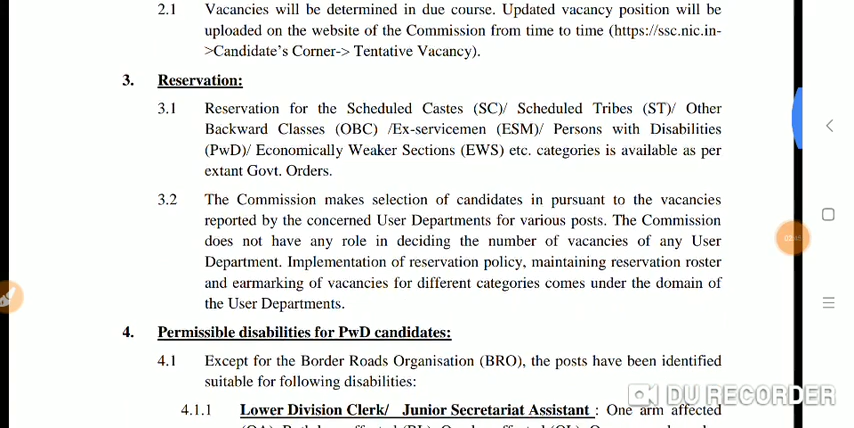 2.1 Vacancies will be determined in due course. Updated vacancy position will be
uploaded on the website of the Commission from time to time (https://ssc.nic.in-
>Candidate's Corner-> Tentative Vacancy).
3. Reservation:
3.1 Reservation for the Scheduled Castes (SC)/ Scheduled Tribes (ST)/ Other
Backward Classes (OBC) /Ex-servicemen (ESM)/ Persons with Disabilities
(PwD)/ Economically Weaker Sections (EWS) etc. categories is available as per
extant Govt. Orders.
3.2 The Commission makes selection of candidates in pursuant to the vacancies
reported by the concerned User Departments for various posts. The Commission
does not have any role in deciding the number of vacancies of any User
Department. Implementation of reservation policy, maintaining reservation roster
and earmarking of vacancies for different categories comes under the domain of
the User Departments.
4. Permissible disabilities for PwD candidates:
4.1 Except for the Border Roads Organisation (BRO), the posts have been identified
suitable for following disabilities:
4.1.1 Lower Division Clerk/ Junior Secretariat Assistant : One arm affected
DU RECORDER